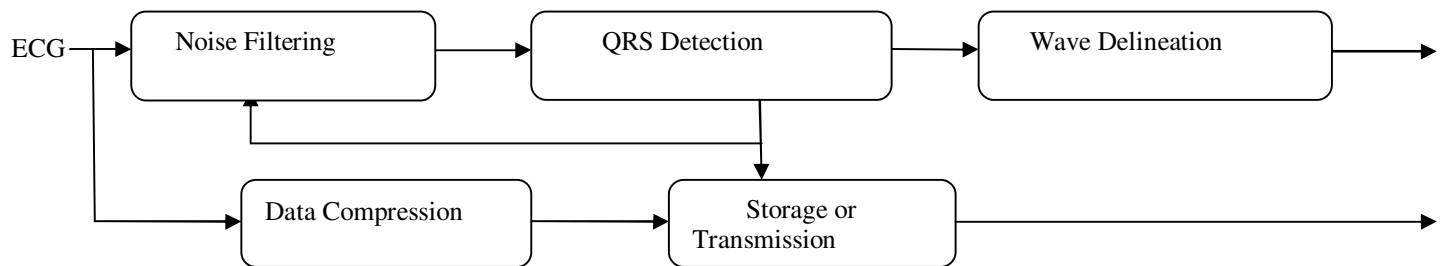 ECG
Noise Filtering
QRS Detection
Wave Delineation
Data Compression
Storage or
Transmission